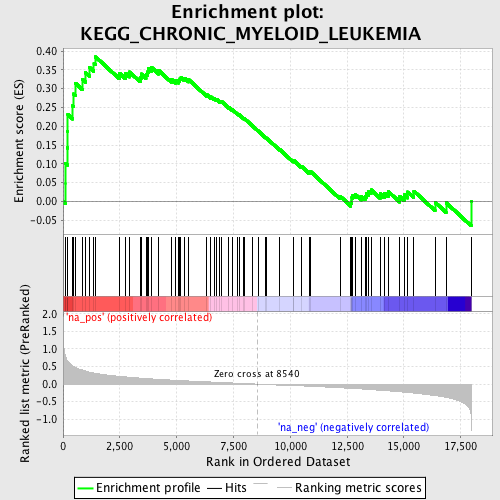 Enrichment plot:
KEGG_CHRONIC_MYELOID_LEUKEMIA
Enrichment score (ES)
0.40
0.35
0.30
0.25
0.20
0.15
0.10
0.05
0.00
-0.05
Ranked list metric (PreRanked)
2.0
1.5
1.0
0.5
0.0
-0.5
-1.0
'na_pos' (positively correlated)
Zero cross at 8540
'na_neg' (negatively correlated)
0
2,500
5,000
7,500
10,000
12,500
15,000
17,500
Rank in Ordered Dataset
Enrichment profile
Hits
Ranking metric scores